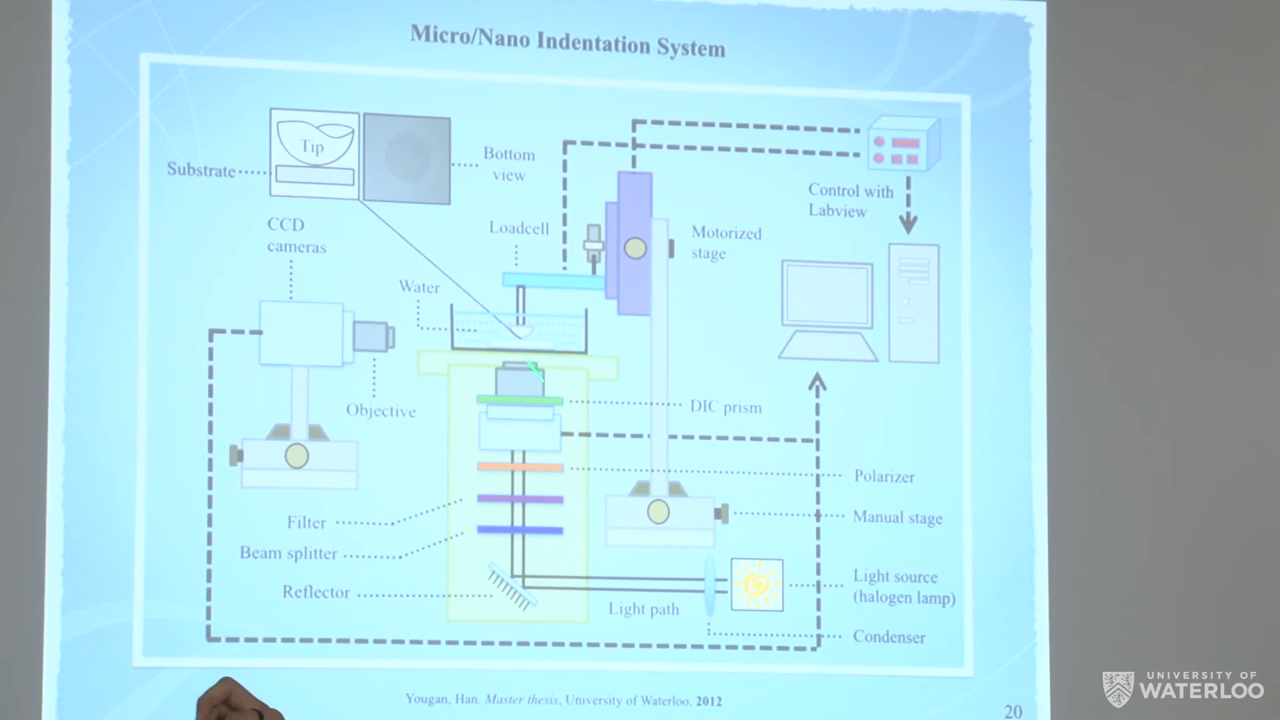 Micro/Nano Indentation System
Tip
Substrate
Bottom
view
CCD
cameras
Loadcell
Control with
Labview
Motorized
stage
Water
Objective
DIC prism
Polarizer
Filter
Manual stage
Beam splitter
Reflector
Light source
(halogen lamp)
Light path
Condenser
Yougan, Han. Master thesis, University of Waterloo, 2012
20
UNIVERSITY OF
WATERLOO